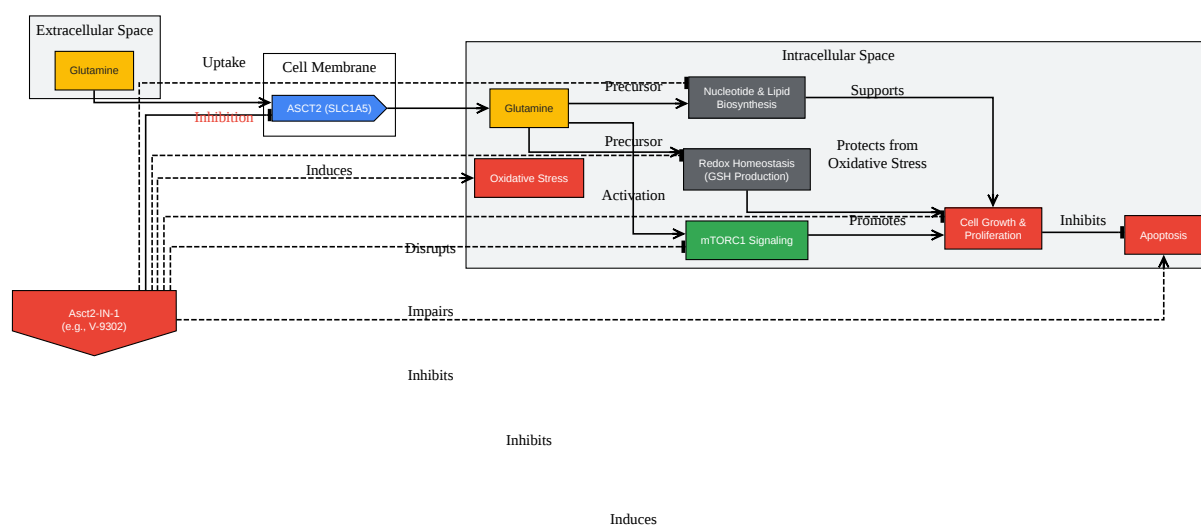 Extracellular Space
Glutamine
Uptake
Inhibition
Cell Membrane
ASCT2 (SLC1A5)
Intracellular Space
Glutamine
Precursor
Nucleotide & Lipid
Biosynthesis
Supports
Precursor
Redox Homeostasis
(GSH Production)
Protects from
Oxidative Stress
Induces
Oxidative Stress
Activation
mTORC1 Signaling
Promotes
Cell Growth &
Proliferation
Inhibits
Apoptosis
Disrupts
Asct2-IN-1
(e.g., V-9302)
Impairs
Inhibits
Inhibits
Induces